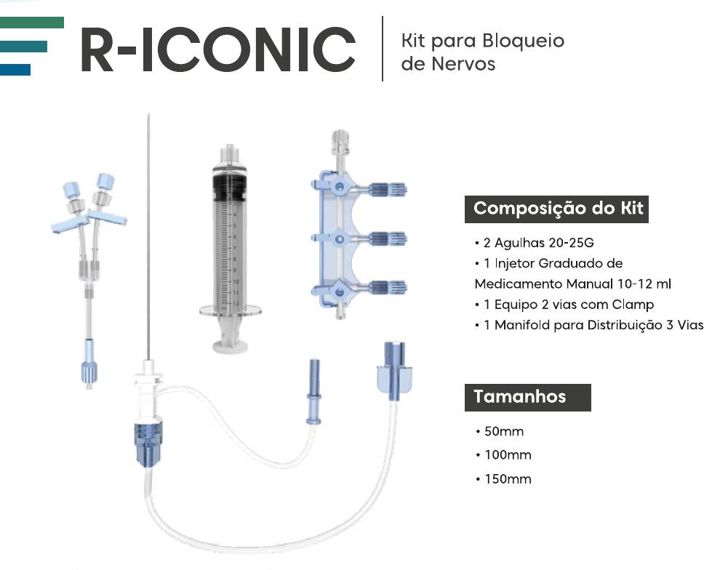 R-ICONIC
Kit para Bloqueio
de Nervos
Composição do Kit
• 2 Agulhas 20-25G
• 1 Injetor Graduado de
Medicamento Manual 10-12 ml
• 1 Equipo 2 vias com Clamp
• 1 Manifold para Distribuição 3 Vias
Tamanhos
• 50mm
• 100mm
• 150mm